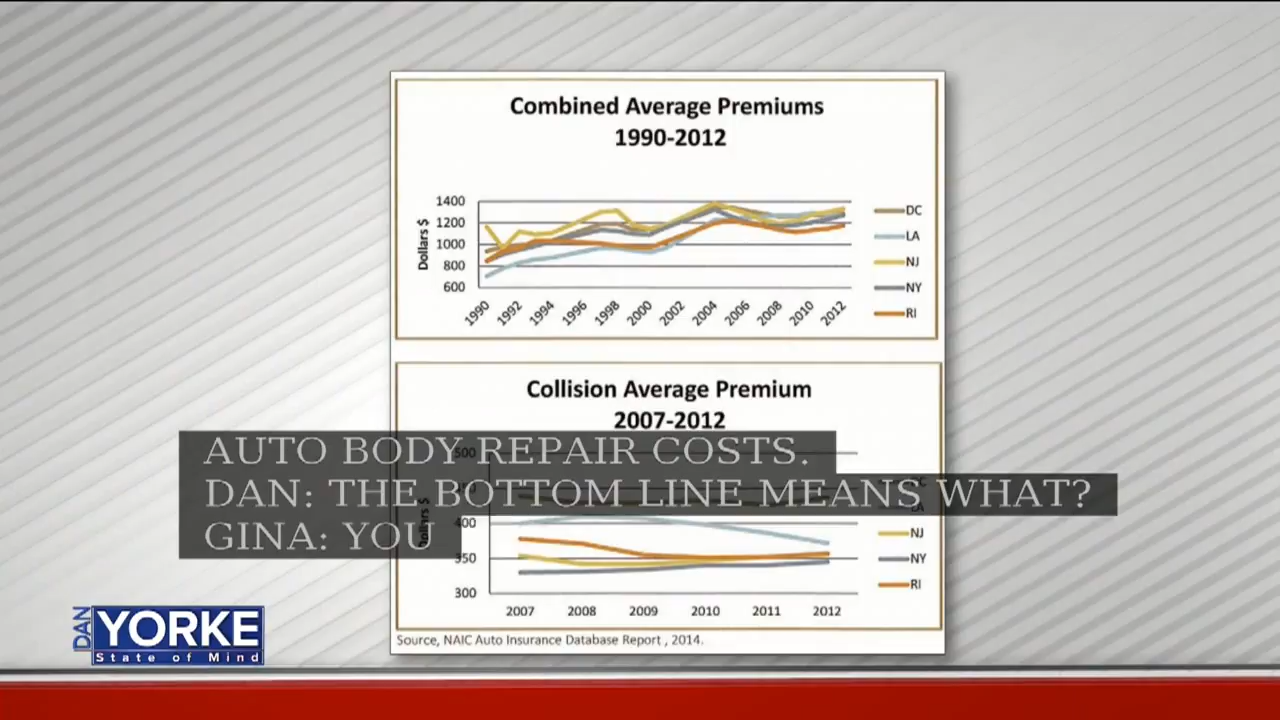 Combined Average Premiums
1990-2012
1400
1200
1000
800
600
Dollars $
1990
1992
1994
1996
1998
2000
2002
2004
2006
2008
2010
2012
DC
LA
NJ
NY
RI
Collision Average Premium
2007-2012
500
400
350
300
2007
2008
2009
2010
2011
2012
NJ
NY
RI
AUTO BODY REPAIR COSTS.
DAN: THE BOTTOM LINE MEANS WHAT?
GINA: YOU
Source, NAIC Auto Insurance Database Report , 2014.
DAN
YORKE
State of Mind